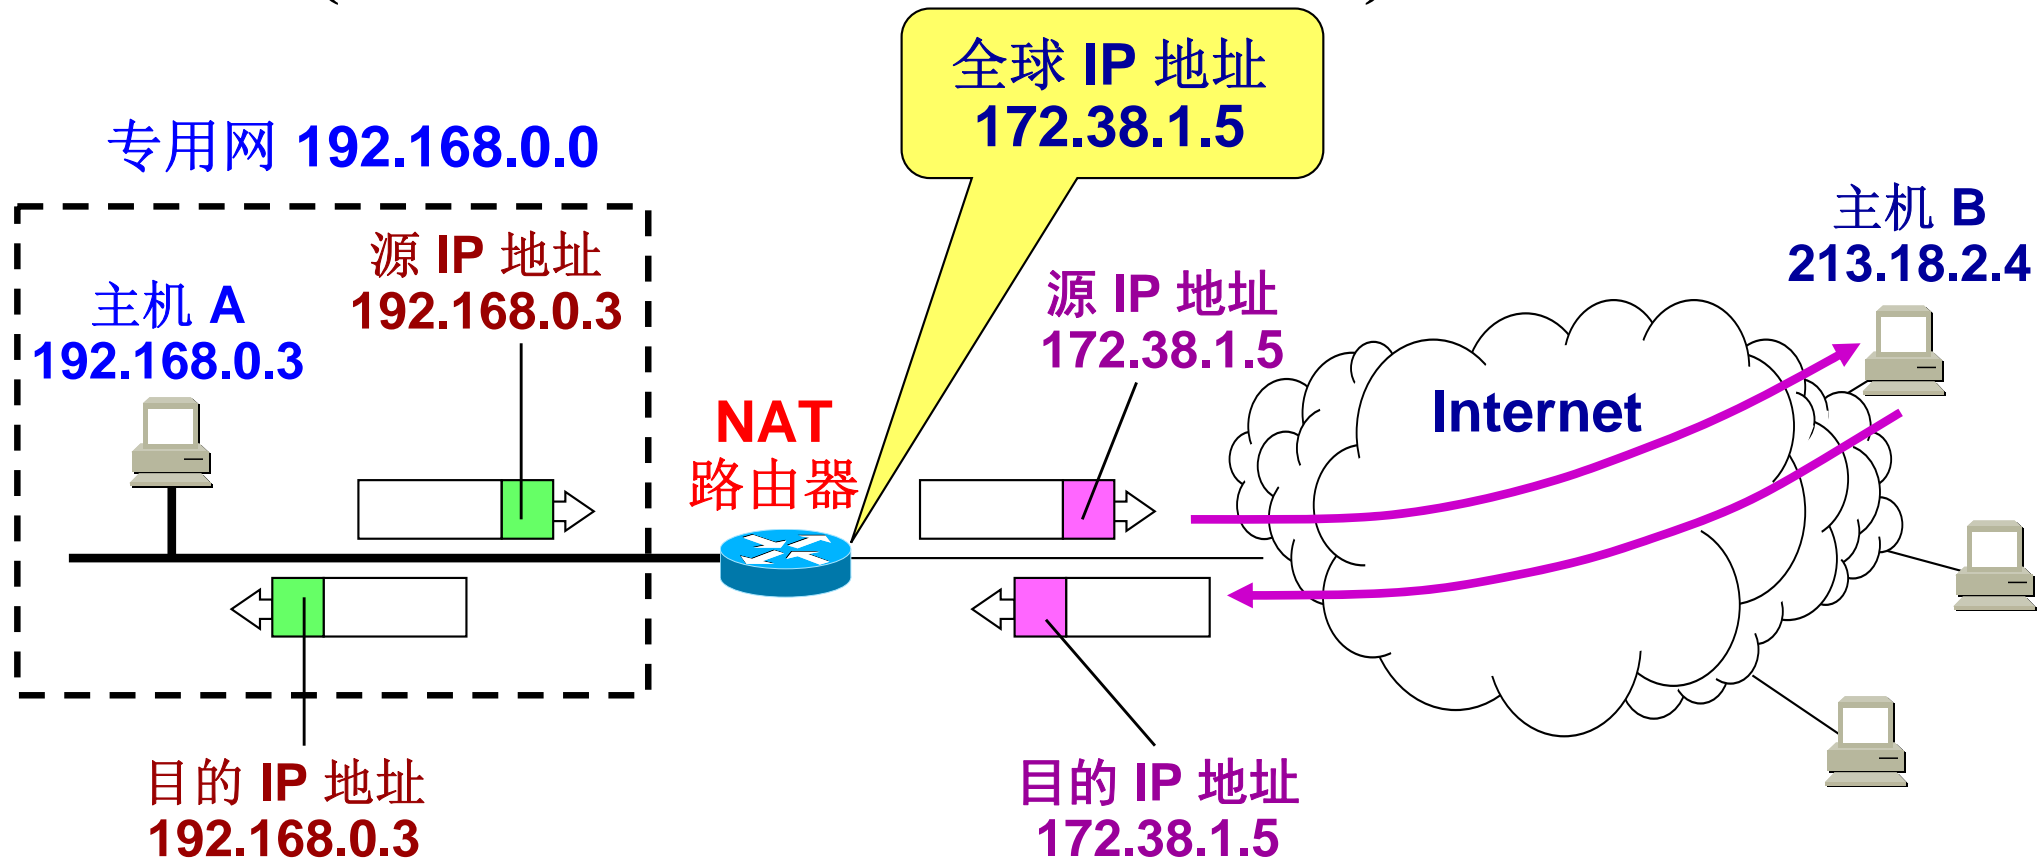 全球 IP 地址
172.38.1.5
专用网 192.168.0.0
主机 B
213.18.2.4
源 IP 地址
192.168.0.3
主机 A
192.168.0.3
源 IP 地址
172.38.1.5
Internet
NAT
路由器
目的 IP 地址
192.168.0.3
目的 IP 地址
172.38.1.5